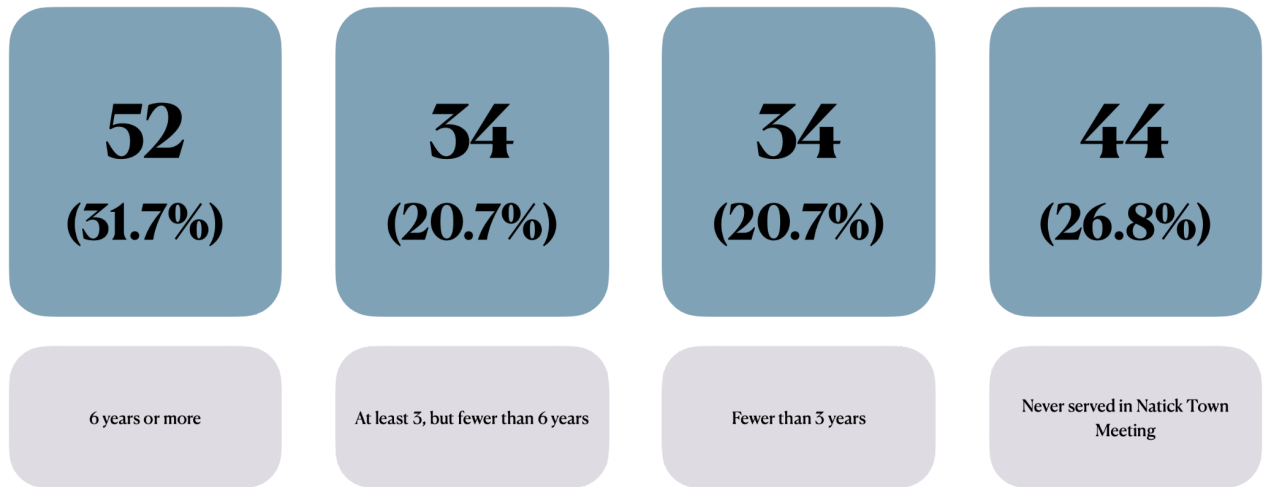 52
(31.7%)
34
(20.7%)
34
(20.7%)
44
(26.8%)
6 years or more
At least 3, but fewer than 6 years
Fewer than 3 years
Never served in Natick Town
Meeting